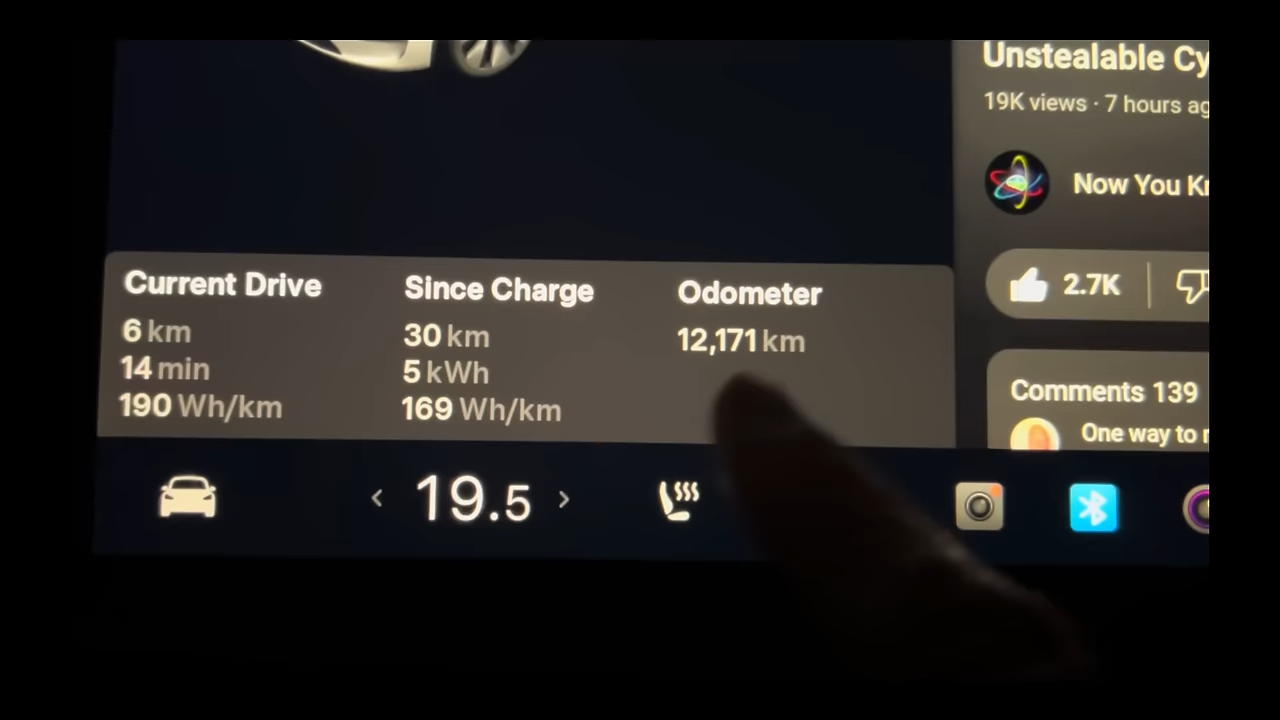 Unstealable Cy
19K views · 7 hours ag
Now You Kn
2.7K
Comments 139
One way to
Current Drive
6 km
14 min
190 Wh/km
Since Charge
30 km
5 kWh
169 Wh/km
Odometer
12,171 km
< 19.5 >